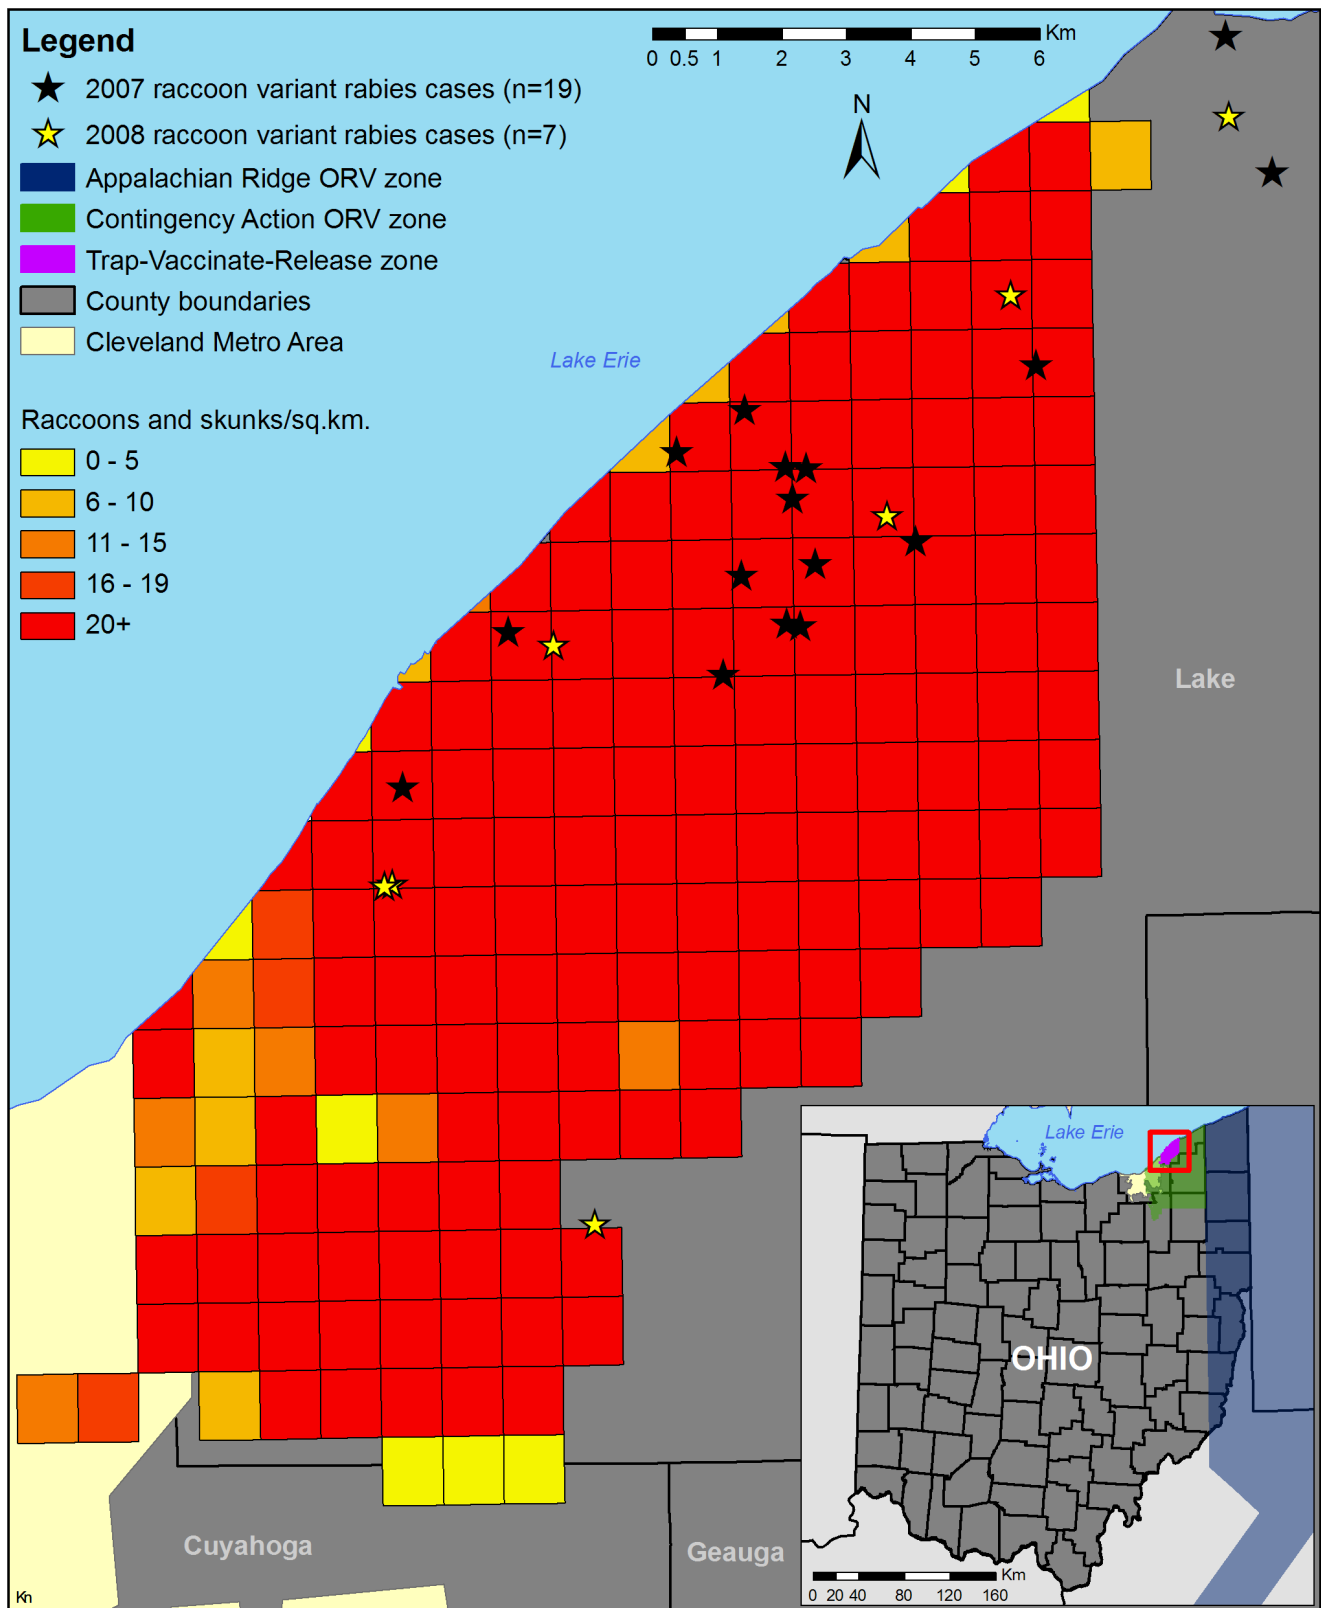 Legend
2007 raccoon variant rabies cases (n=19)
2008 raccoon variant rabies cases (n=7)
Appalachian Ridge ORV zone
Contingency Action ORV zone
Trap-Vaccinate-Release zone
County boundaries
Cleveland Metro Area
Raccoons and skunks/sq.km.
0 - 5
6 - 10
11 - 15
16 - 19
20+
Km
0 0.5 1 2 3 4 5 6
N
Lake Erie
Lake
Cuyahoga
Geauga
Kn
Lake Erie
OHIO
Km
0 20 40 80 120 160